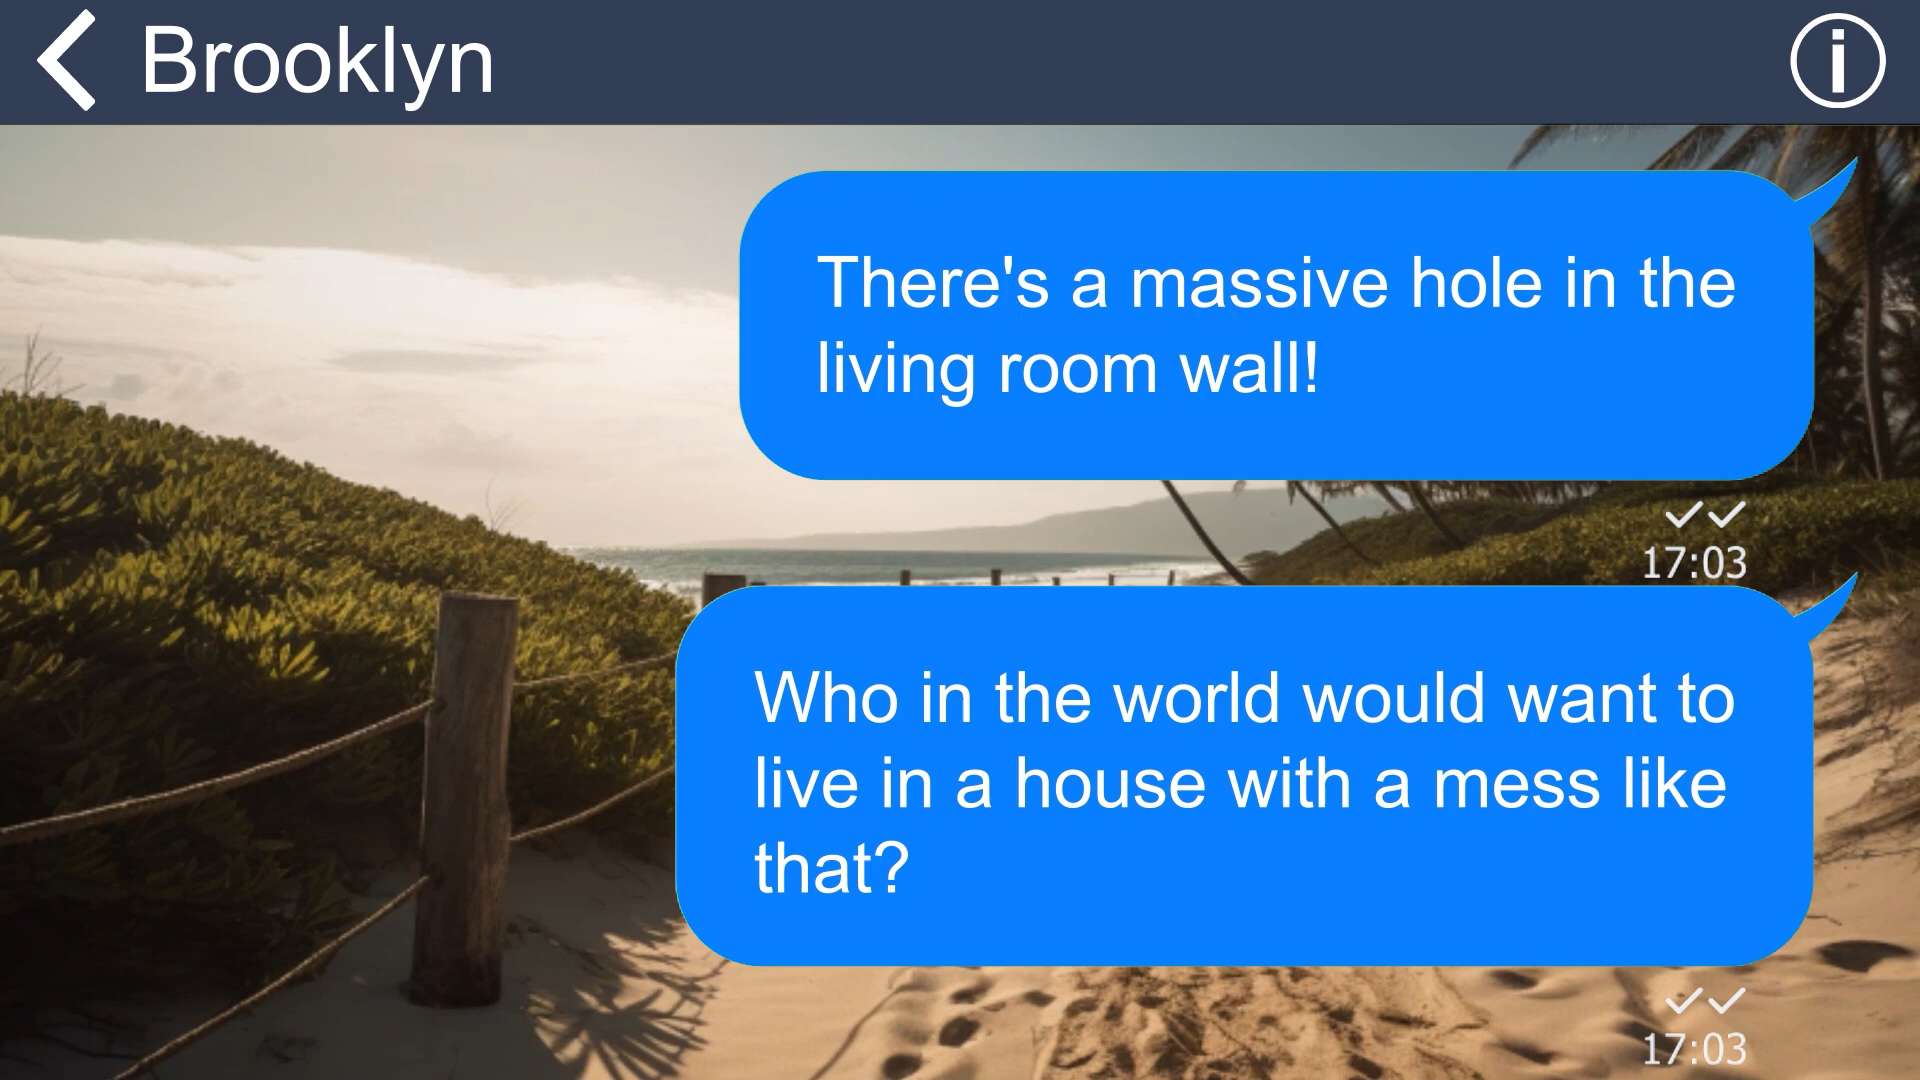 Brooklyn
There's a massive hole in the
living room wall!
17:03
Who in the world would want to
live in a house with a mess like
that?
17:03